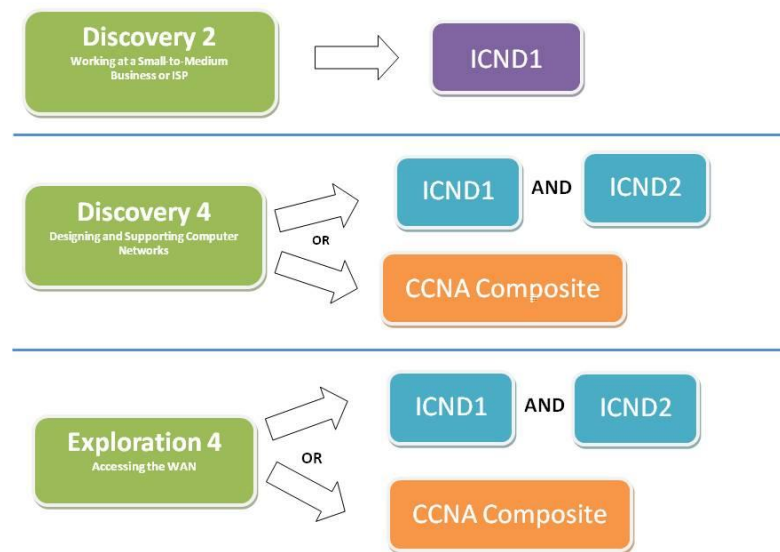 Discovery 2
Working at a Small-to-Medium
Business or ISP
ICND1
Discovery 4
Designing and Supporting Computer
Networks
OR
ICND1
AND
ICND2
CCNA Composite
Exploration 4
Accessing the WAN
OR
ICND1
AND
ICND2
CCNA Composite